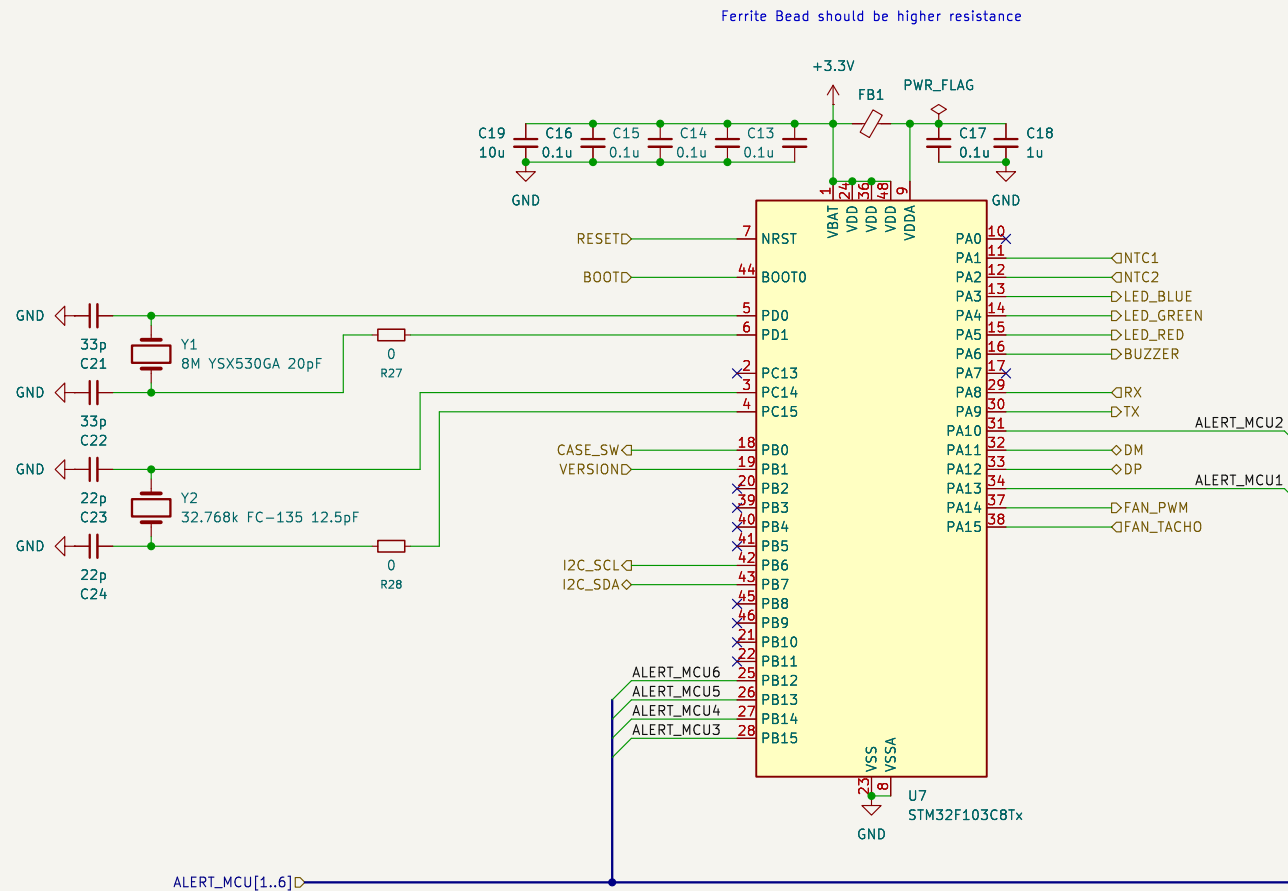 Ferrite Bead should be higher resistance
+3.3V
PWR_FLAG
FB1
C19 C16 C15 C14 C13 C17 C18
10u 0.1u 0.1u 0.1u 0.1u 0.1u 1u
GND GND
1 24 36 48 9
VBAT VDD VDD VDD VDDA
RESET 7 NRST PA0 10
PA1 11 NTC1
BOOT 44 BOOT0 PA2 12 NTC2
PA3 13 LED_BLUE
GND 5 PD0 PA4 14 LED_GREEN
6 PD1 PA5 15 LED_RED
33p Y1 0 PA6 16 BUZZER
C21 8M YSX530GA 20pF R27
2 PC13 PA7 17
GND 3 PC14 PA8 29 RX
4 PC15 PA9 30 TX
33p
C22
PA10 31 ALERT_MCU2
CASE_SW 18 PB0 PA11 32 DM
GND VERSION 19 PB1 PA12 33 DP
20 PB2 PA13 34 ALERT_MCU1
22p Y2 39 PB3 PA14 37 FAN_PWM
C23 32.768k FC-135 12.5pF
40 PB4 PA15 38 FAN_TACHO
GND 41 PB5
I2C_SCL 42 PB6
22p 0
C24 R28
I2C_SDA 43 PB7
45 PB8
46 PB9
21 PB10
22 PB11
ALERT_MCU6 25 PB12
ALERT_MCU5 26 PB13
ALERT_MCU4 27 PB14
ALERT_MCU3 28 PB15
VSS VSSA
23 8
U7
STM32F103C8Tx
GND
ALERT_MCU[1..6]